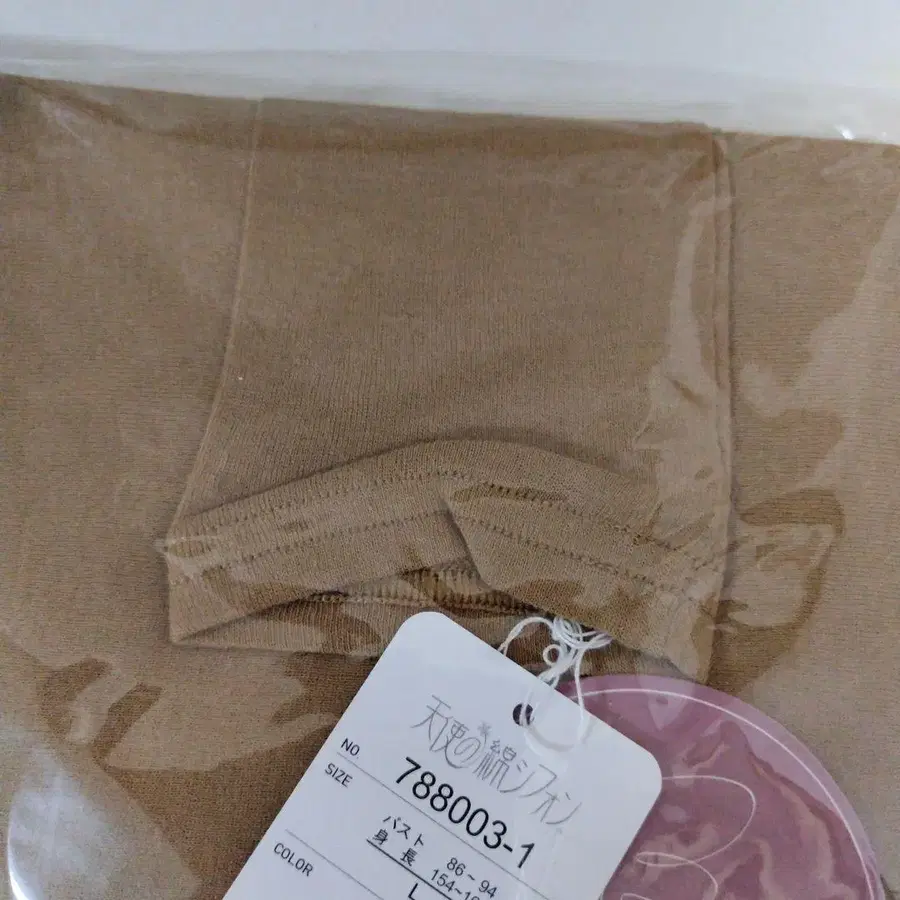 天使の綿シフォン
NO. 788003-1
SIZE
バスト 86~94
身長 154~16
L
COLOR